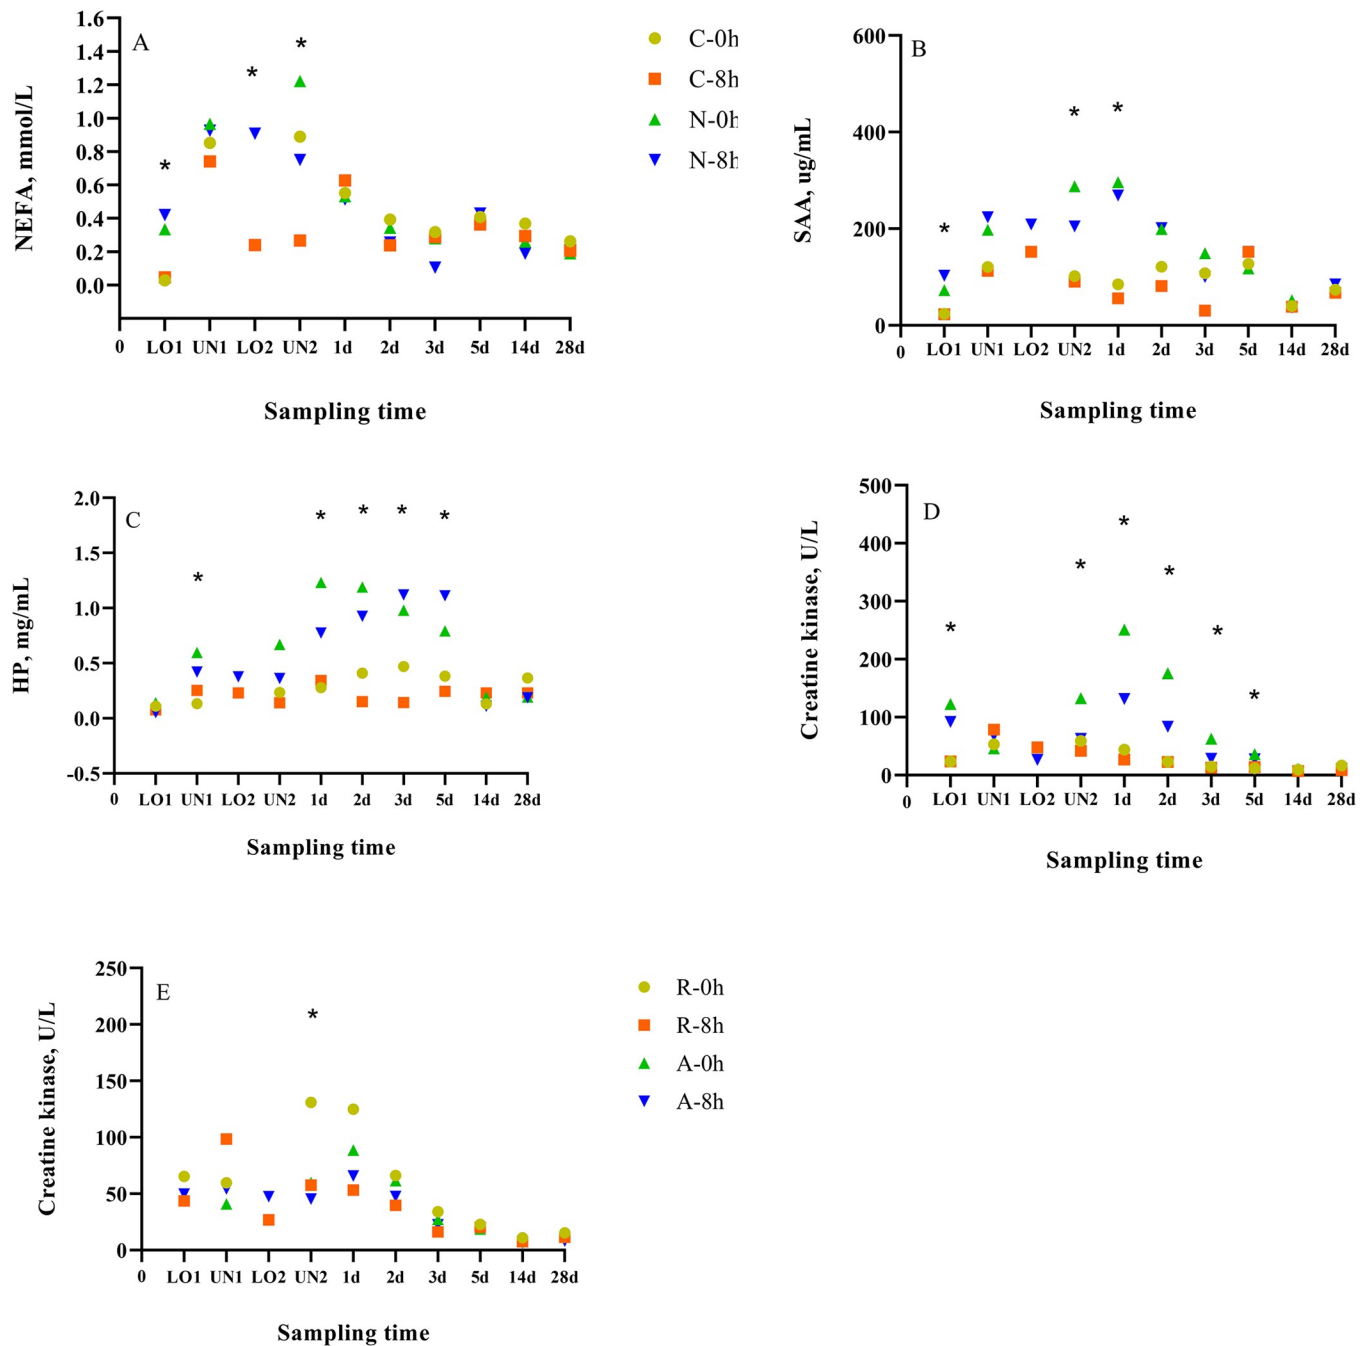 A
NEFA, mmol/L
1.6
1.4
1.2
1.0
0.8
0.6
0.4
0.2
0.0
*
*
*
0 LO1 UN1 LO2 UN2 1d 2d 3d 5d 14d 28d
Sampling time
C-0h
C-8h
N-0h
N-8h
B
SAA, ug/mL
600
400
200
0
*
*
*
0 LO1 UN1 LO2 UN2 1d 2d 3d 5d 14d 28d
Sampling time
C
HP, mg/mL
2.0
1.5
1.0
0.5
0.0
-0.5
*
*
*
*
*
0 LO1 UN1 LO2 UN2 1d 2d 3d 5d 14d 28d
Sampling time
D
Creatine kinase, U/L
500
400
300
200
100
0
*
*
*
*
*
*
0 LO1 UN1 LO2 UN2 1d 2d 3d 5d 14d 28d
Sampling time
E
Creatine kinase, U/L
250
200
150
100
50
0
*
0 LO1 UN1 LO2 UN2 1d 2d 3d 5d 14d 28d
Sampling time
R-0h
R-8h
A-0h
A-8h